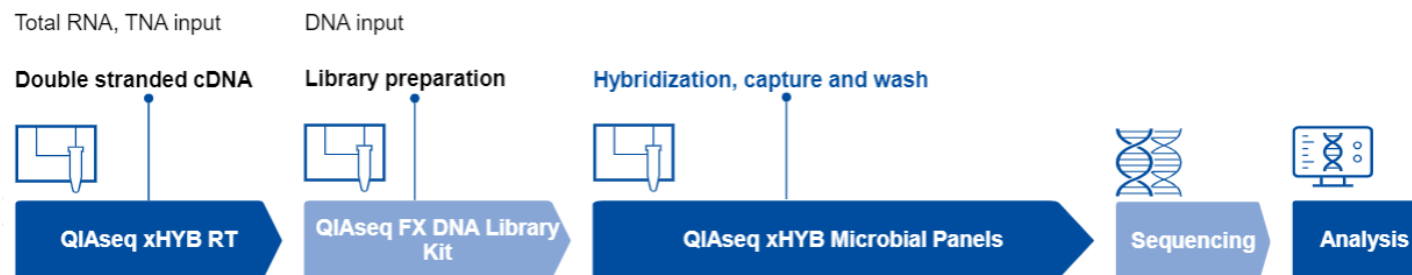 Total RNA, TNA input
DNA input
Double stranded cDNA
Library preparation
Hybridization, capture and wash
QIAseq xHYB RT
QIAseq FX DNA Library
Kit
QIAseq xHYB Microbial Panels
Sequencing
Analysis